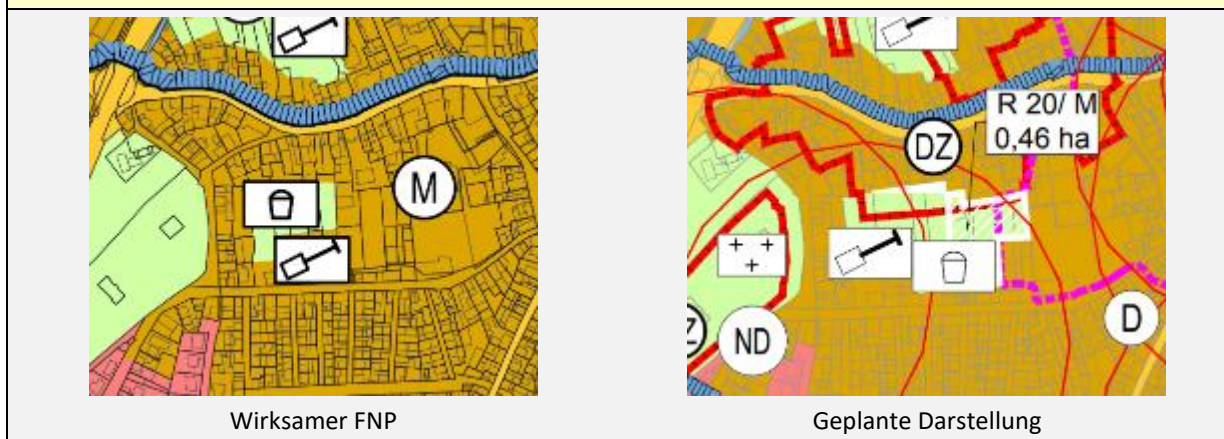 M
DZ
R 20/ M
0,46 ha
Z
ND
D
Wirksamer FNP
Geplante Darstellung